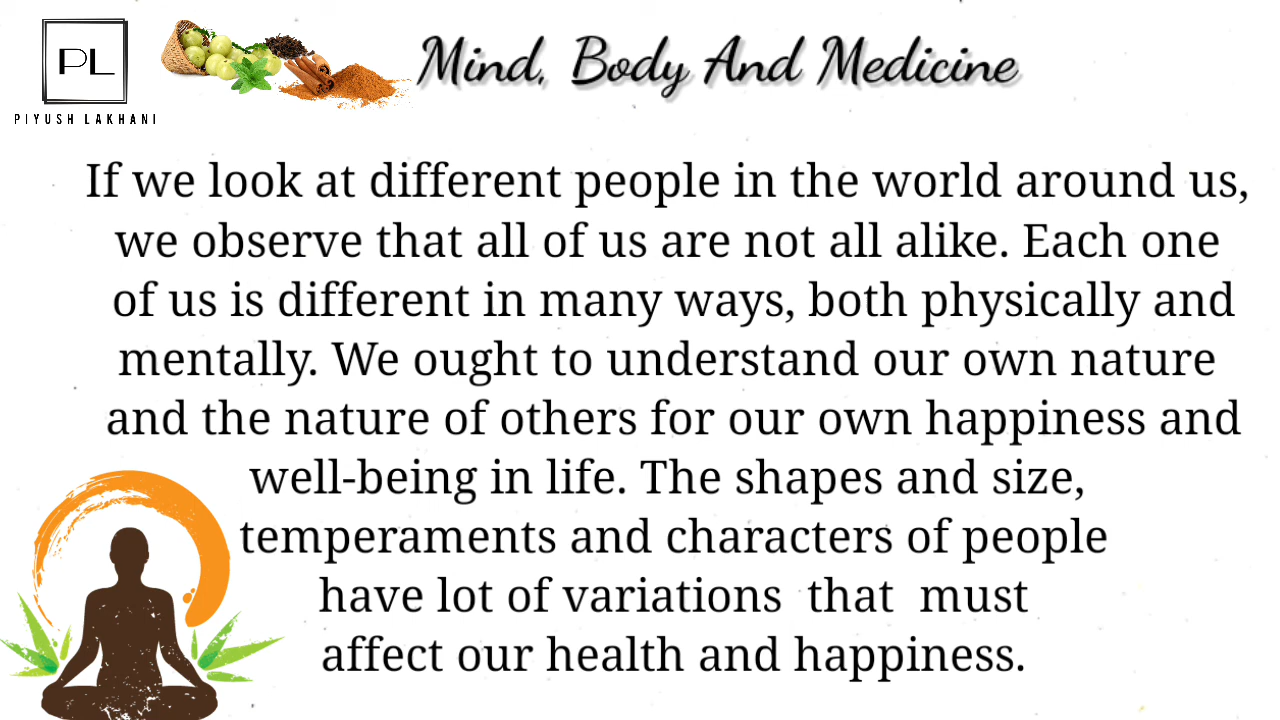 PL
PIYUSH LAKHANI
Mind, Body And Medicine
If we look at different people in the world around us,
we observe that all of us are not all alike. Each one
of us is different in many ways, both physically and
mentally. We ought to understand our own nature
and the nature of others for our own happiness and
well-being in life. The shapes and size,
temperaments and characters of people
have lot of variations that must
affect our health and happiness.